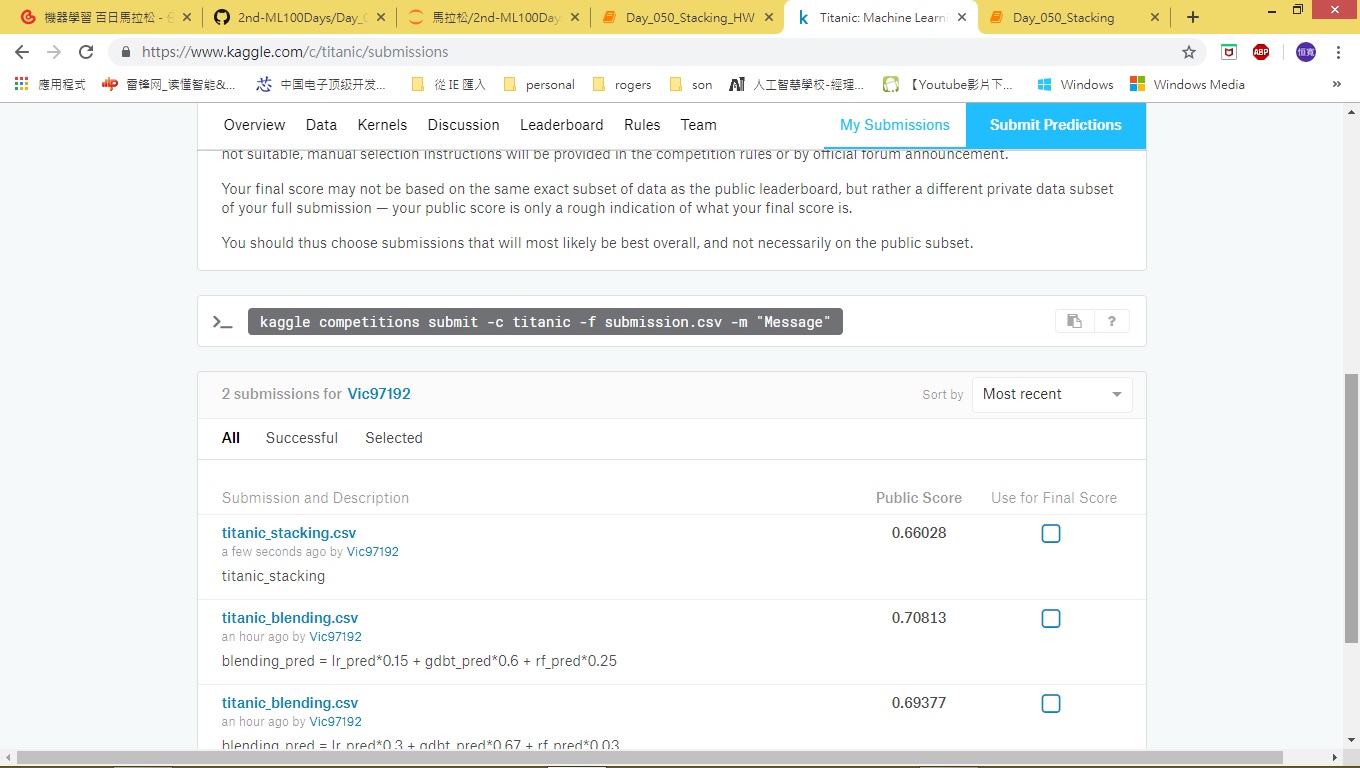 機器學習 百日馬拉松 -
2nd-ML100Days/Day_
馬拉松/2nd-ML100Day
Day_050_Stacking_HW
Titanic: Machine Learni
Day_050_Stacking
https://www.kaggle.com/c/titanic/submissions
ABP
恒寬
應用程式
雷锋网_读懂智能&...
中国电子顶级开发...
從 IE 匯入
personal
rogers
son
人工智慧學校-經理...
【Youtube影片下...
Windows
Windows Media
»
Overview
Data
Kernels
Discussion
Leaderboard
Rules
Team
My Submissions
Submit Predictions
not suitable, manual selection instructions will be provided in the competition rules or by official forum announcement.
Your final score may not be based on the same exact subset of data as the public leaderboard, but rather a different private data subset
of your full submission — your public score is only a rough indication of what your final score is.
You should thus choose submissions that will most likely be best overall, and not necessarily on the public subset.
>_ kaggle competitions submit -c titanic -f submission.csv -m "Message"
?
2 submissions for Vic97192
Sort by
Most recent
All
Successful
Selected
Submission and Description
Public Score
Use for Final Score
titanic_stacking.csv
0.66028
a few seconds ago by Vic97192
titanic_stacking
titanic_blending.csv
0.70813
an hour ago by Vic97192
blending_pred = lr_pred*0.15 + gdbt_pred*0.6 + rf_pred*0.25
titanic_blending.csv
0.69377
an hour ago by Vic97192
blending_pred = lr_pred*0.3 + gdbt_pred*0.67 + rf_pred*0.03